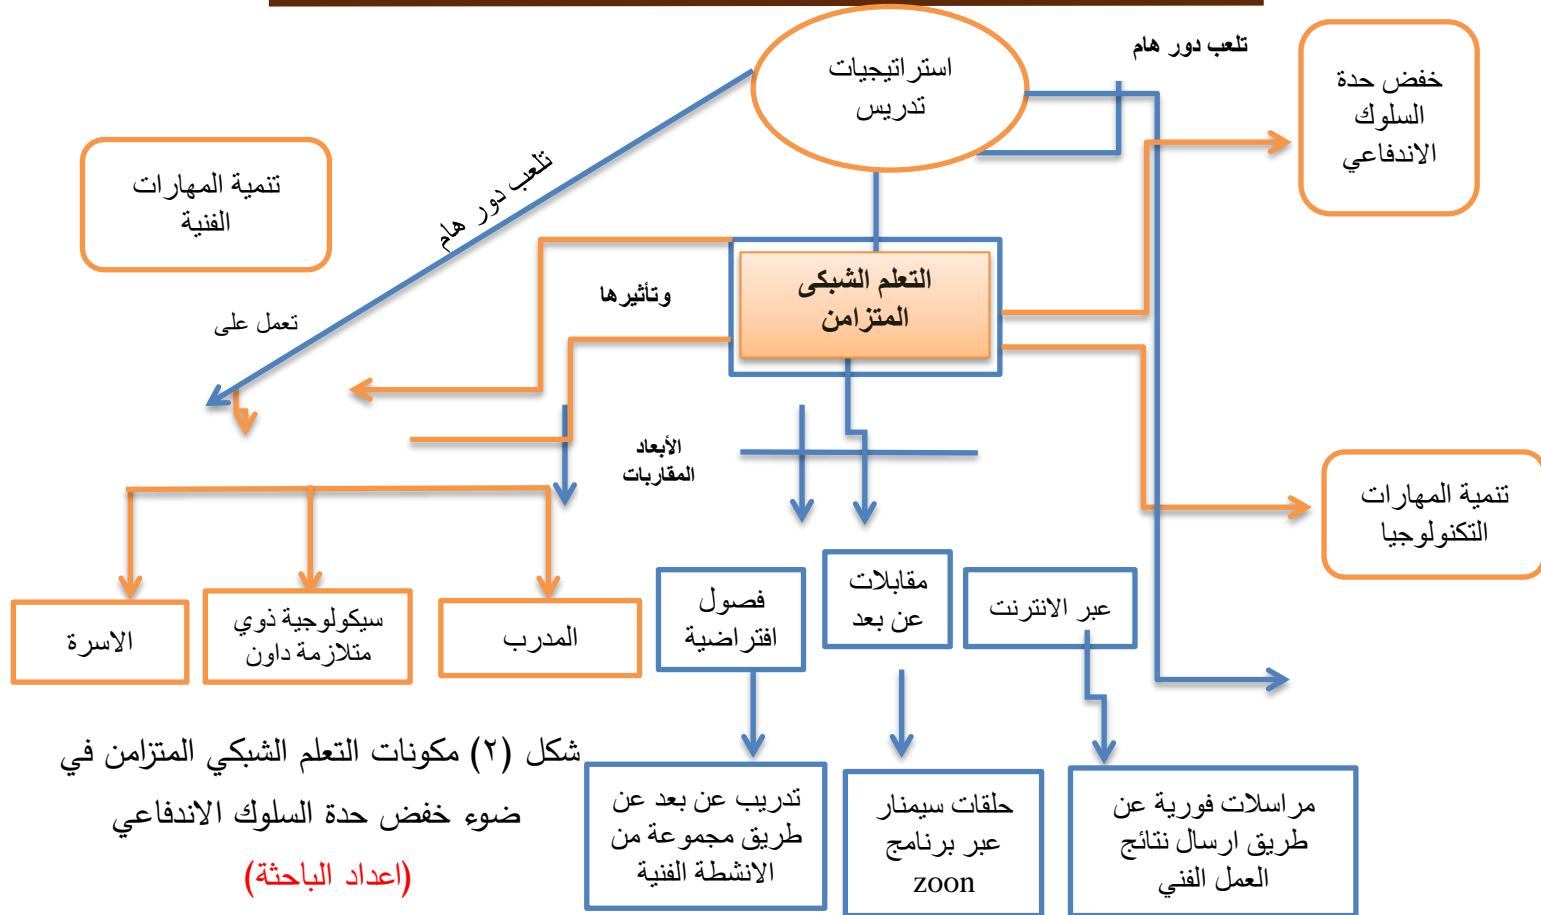 تلعب دور هام
استراتيجيات
تدريس
خفض حدة
السلوك
الاندفاعي
تنمية المهارات
الفنية
تلعب دور هام
تعمل على
وتأثيرها
التعلم الشبكى
المتزامن
الأبعاد
المقاربات
تنمية المهارات
التكنولوجيا
عبر الانترنت
مقابلات
عن بعد
فصول
افتراضية
المدرب
سيكولوجية ذوي
متلازمة داون
الاسرة
مراسلات فورية عن
طريق ارسال نتائج
العمل الفني
حلقات سيمنار
عبر برنامج
zoon
تدريب عن بعد عن
طريق مجموعة من
الانشطة الفنية
شكل (٢) مكونات التعلم الشبكي المتزامن في
ضوء خفض حدة السلوك الاندفاعي
(اعداد الباحثة)